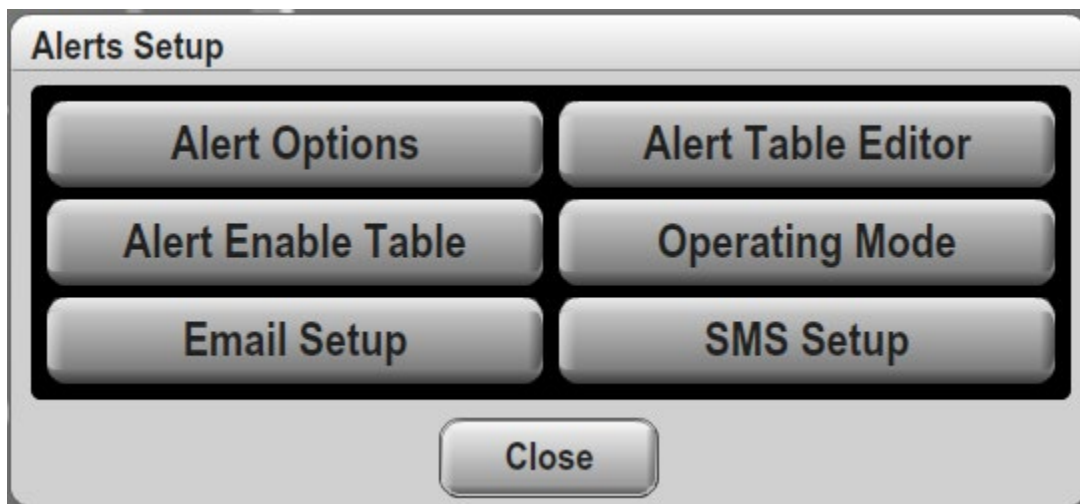 Alerts Setup
Alert Options
Alert Table Editor
Alert Enable Table
Operating Mode
Email Setup
SMS Setup
Close